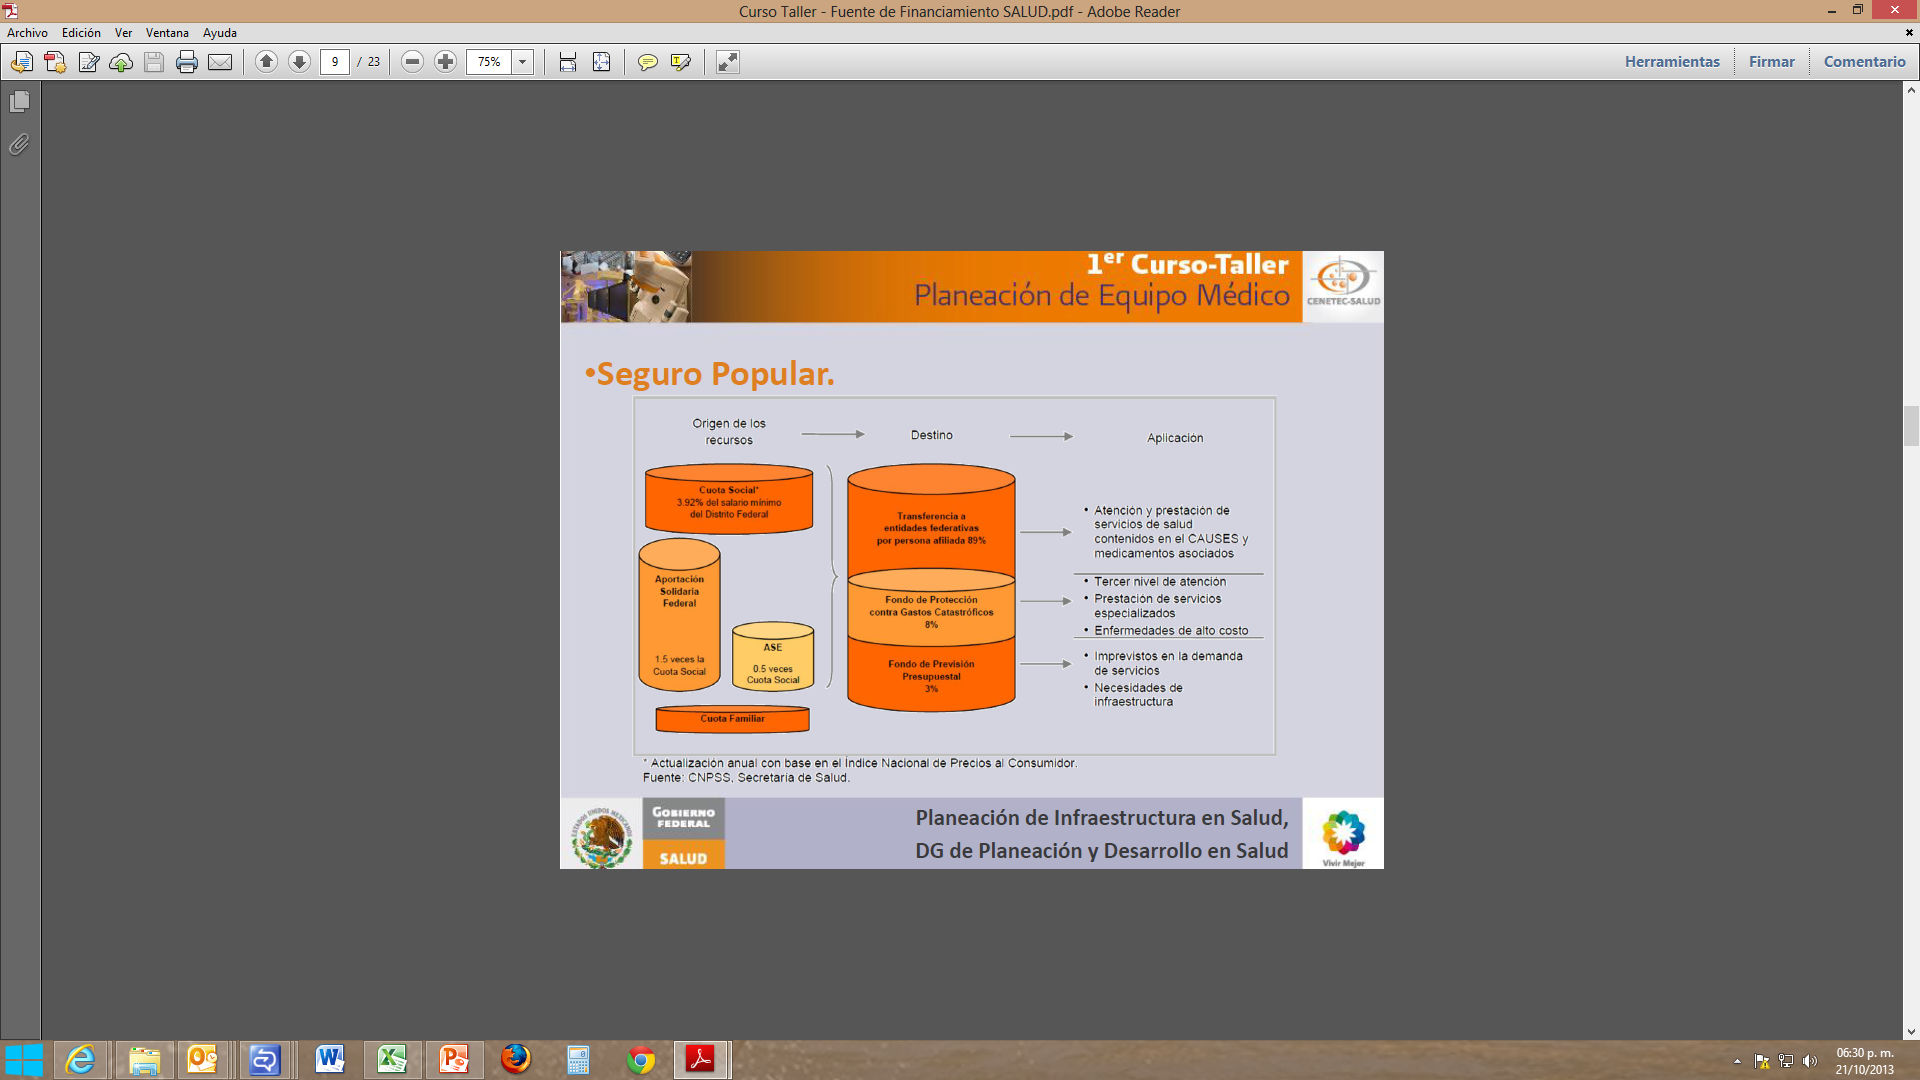 Curso Taller - Fuente de Financiamiento SALUD.pdf - Adobe Reader
Archivo Edición Ver Ventana Ayuda
9 / 23 75% Herramientas Firmar Comentario
1er Curso-Taller
Planeación de Equipo Médico
CENETEC-SALUD
•Seguro Popular.
Origen de los
recursos
Destino
Aplicación
Cuota Social*
3.92% del salario mínimo
del Distrito Federal
Aportación
Solidaria
Federal
1.5 veces la
Cuota Social
ASE
0.5 veces
Cuota Social
Cuota Familiar
Transferencia a
entidades federativas
por persona afiliada 89%
Fondo de Protección
contra Gastos Catastróficos
8%
Fondo de Previsión
Presupuestal
3%
• Atención y prestación de
servicios de salud
contenidos en el CAUSES y
medicamentos asociados
• Tercer nivel de atención
• Prestación de servicios
especializados
• Enfermedades de alto costo
• Imprevistos en la demanda
de servicios
• Necesidades de
infraestructura
* Actualización anual con base en el Índice Nacional de Precios al Consumidor.
Fuente: CNPSS, Secretaría de Salud.
ESTADOS UNIDOS MEXICANOS
GOBIERNO
FEDERAL
SALUD
Planeación de Infraestructura en Salud,
DG de Planeación y Desarrollo en Salud
Vivir Mejor
06:30 p. m.
21/10/2013